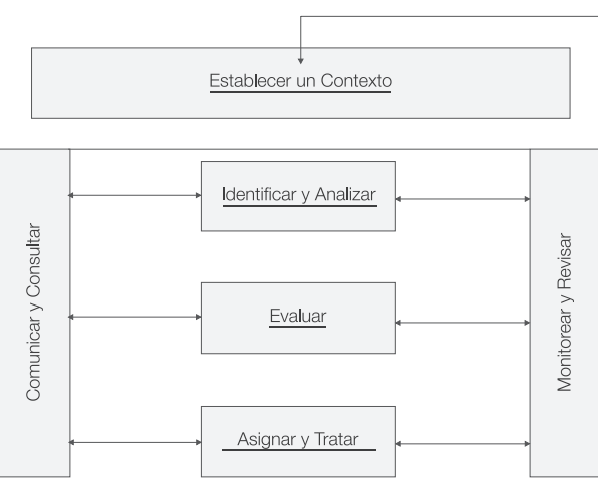 Establecer un Contexto
Comunicar y Consultar
Identificar y Analizar
Evaluar
Asignar y Tratar
Monitorear y Revisar